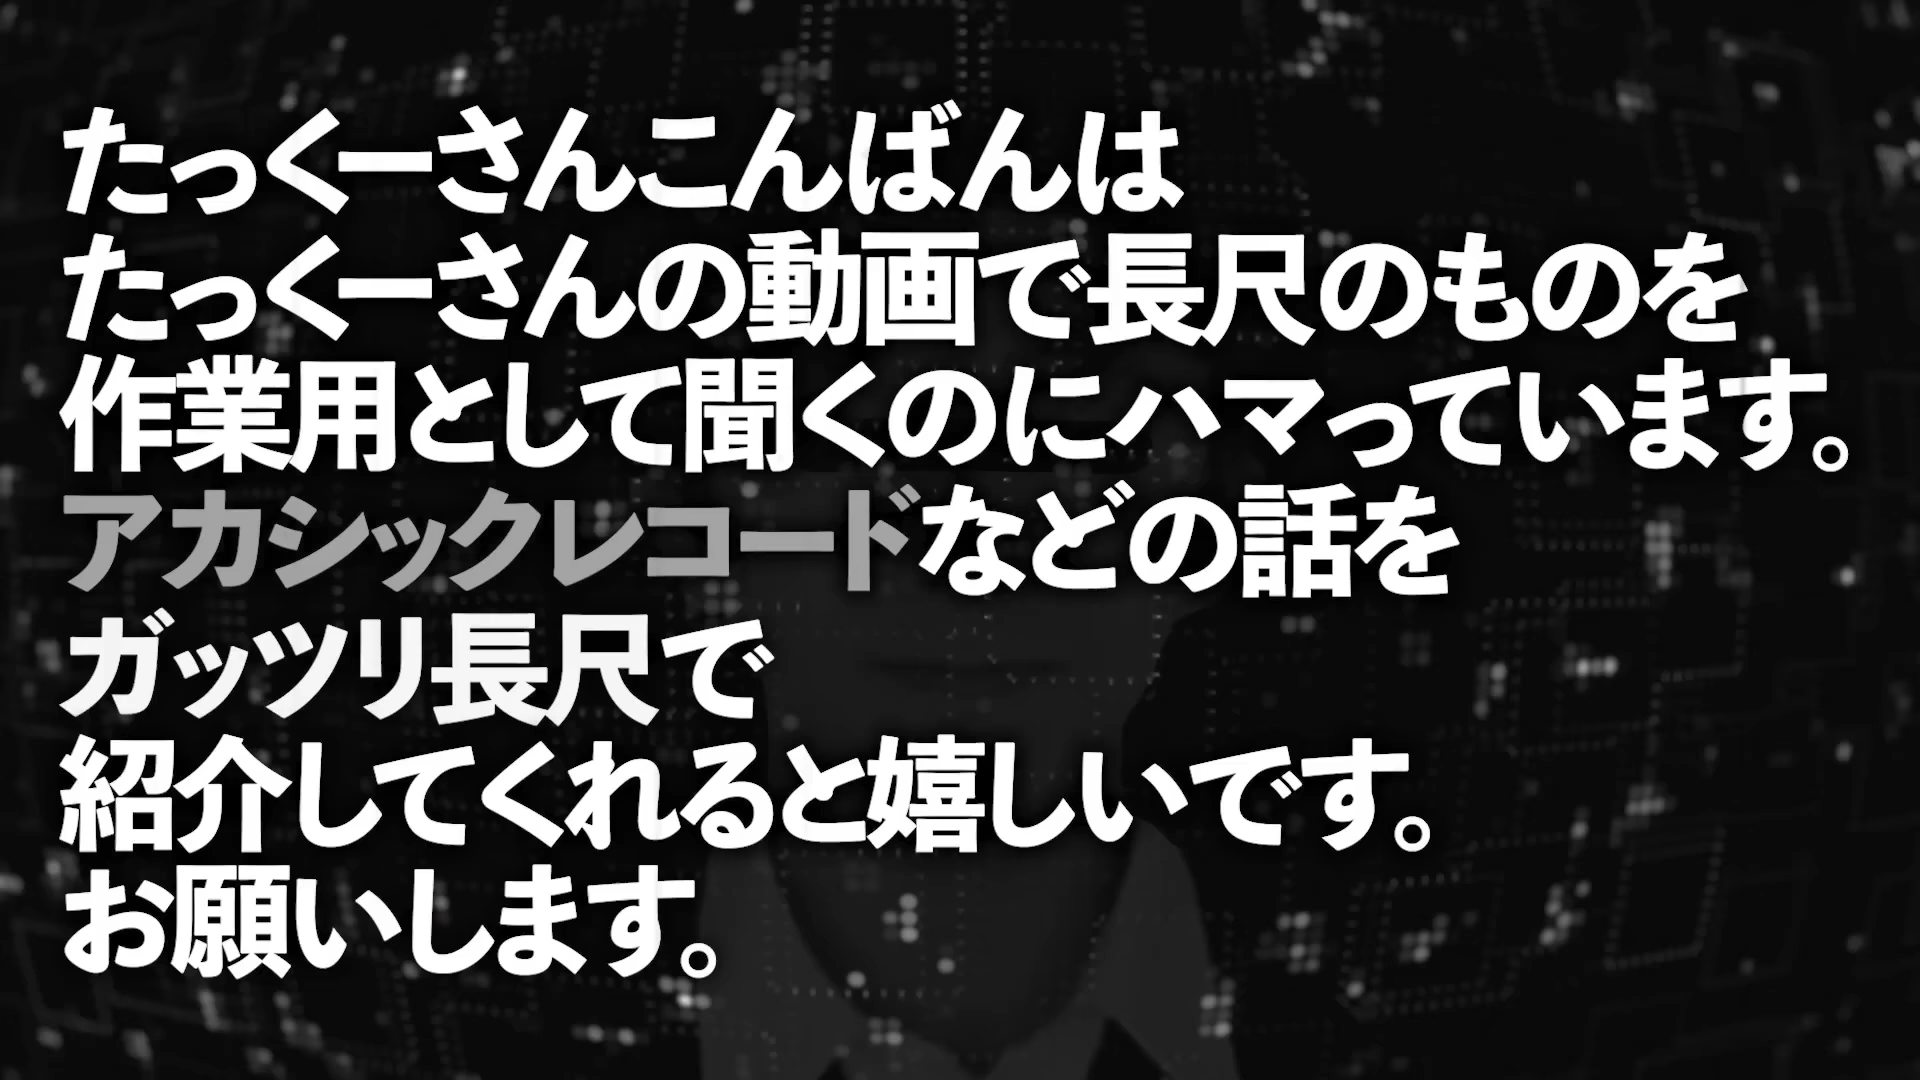 たっくーさんこんばんは
たっくーさんの動画で長尺のものを
作業用として聞くのにハマっています。
アカシックレコードなどの話を
ガッツリ長尺で
紹介してくれると嬉しいです。
お願いします。